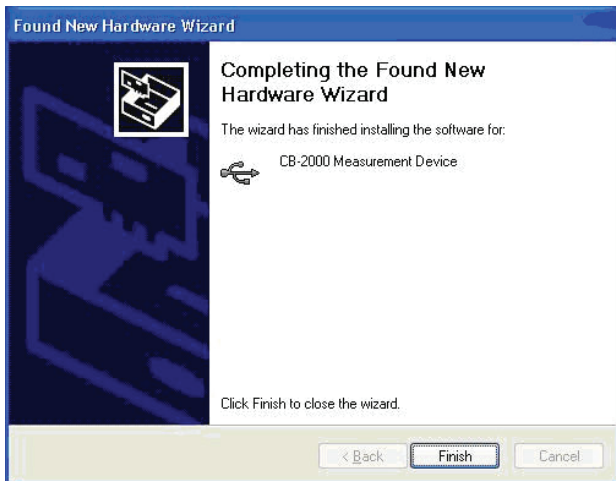 Found New Hardware Wizard
Completing the Found New
Hardware Wizard
The wizard has finished installing the software for:
CB-2000 Measurement Device
Click Finish to close the wizard.
< Back
Finish
Cancel